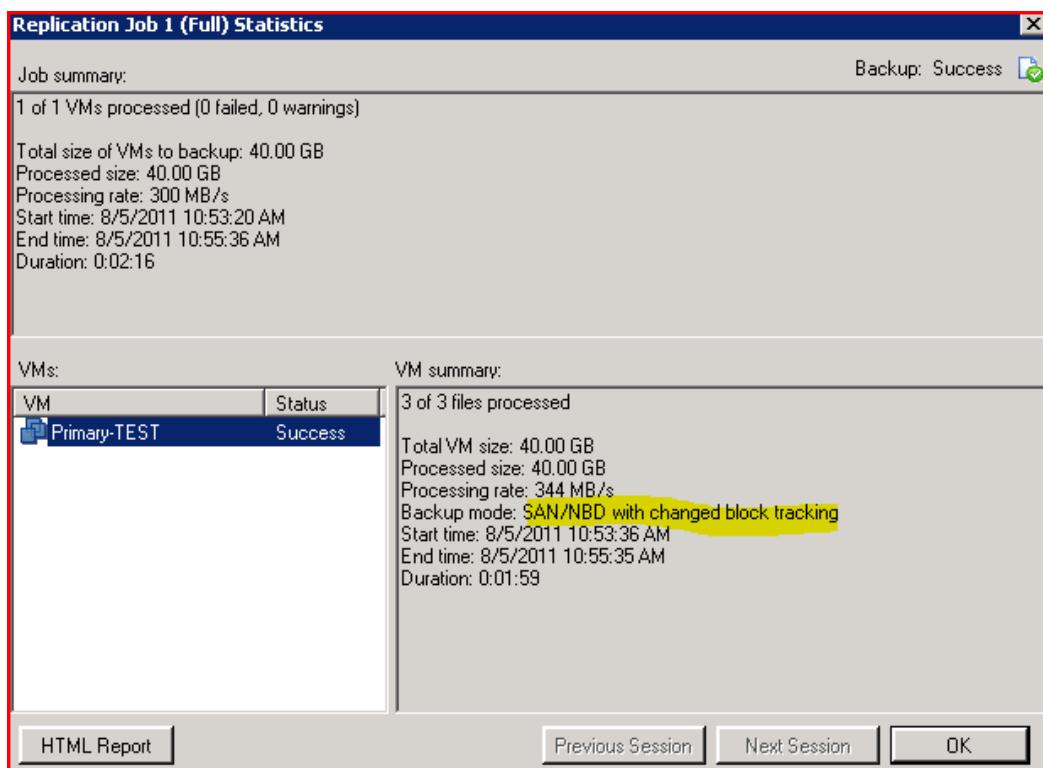 Replication Job 1 (Full) Statistics
Job summary:
Backup: Success
1 of 1 VMs processed (0 failed, 0 warnings)
Total size of VMs to backup: 40.00 GB
Processed size: 40.00 GB
Processing rate: 300 MB/s
Start time: 8/5/2011 10:53:20 AM
End time: 8/5/2011 10:55:36 AM
Duration: 0:02:16
VMs:
VM Status
Primary-TEST Success
VM summary:
3 of 3 files processed
Total VM size: 40.00 GB
Processed size: 40.00 GB
Processing rate: 344 MB/s
Backup mode: SAN/NBD with changed block tracking
Start time: 8/5/2011 10:53:36 AM
End time: 8/5/2011 10:55:35 AM
Duration: 0:01:59
HTML Report
Previous Session
Next Session
OK